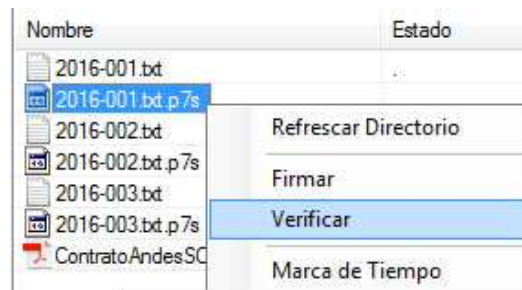 Nombre Estado
2016-001.txt .
2016-001.txt.p7s
2016-002.txt
2016-002.txt.p7s
2016-003.txt
2016-003.txt.p7s
ContratoAndesSC
Refrescar Directorio
Firmar
Verificar
Marca de Tiempo